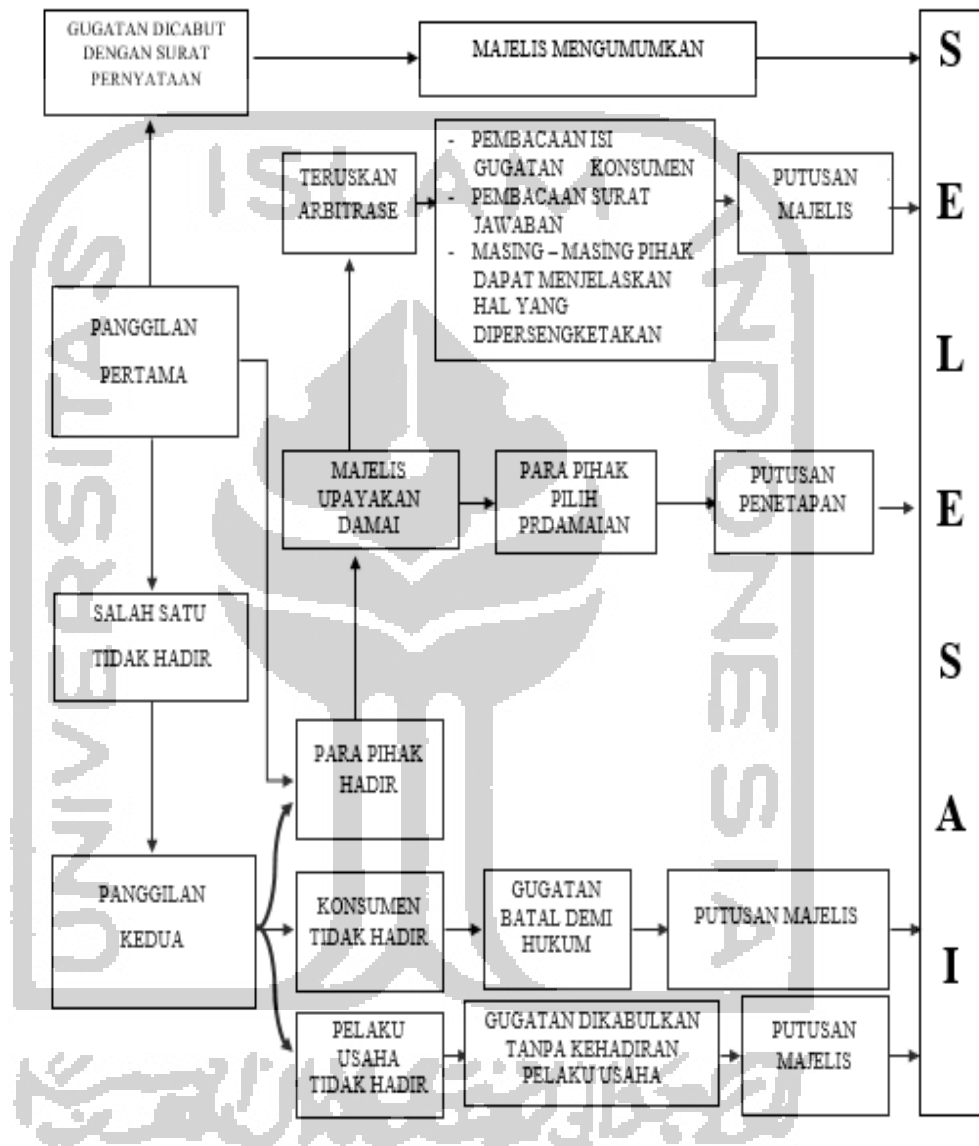 GUGATAN DICABUT
DENGAN SURAT
PERNYATAAN
MAJELIS MENGUMUMKAN
TERUSKAN
ARBITRASE
- PEMBACAAN ISI
GUGATAN KONSUMEN
- PEMBACAAN SURAT
JAWABAN
- MASING – MASING PIHAK
DAPAT MENJELASKAN
HAL YANG
DIPERSENGKETAKAN
PUTUSAN
MAJELIS
PANGGILAN
PERTAMA
MAJELIS
UPAYAKAN
DAMAI
PARA PIHAK
PILIH
PRDAMAIAN
PUTUSAN
PENETAPAN
SALAH SATU
TIDAK HADIR
PARA PIHAK
HADIR
PANGGILAN
KEDUA
KONSUMEN
TIDAK HADIR
GUGATAN
BATAL DEMI
HUKUM
PUTUSAN MAJELIS
PELAKU
USAHA
TIDAK HADIR
GUGATAN DIKABULKAN
TANPA KEHADIRAN
PELAKU USAHA
PUTUSAN
MAJELIS
S
E
L
E
S
A
I
UNIVERSITAS
ISLAM
INDONESIA